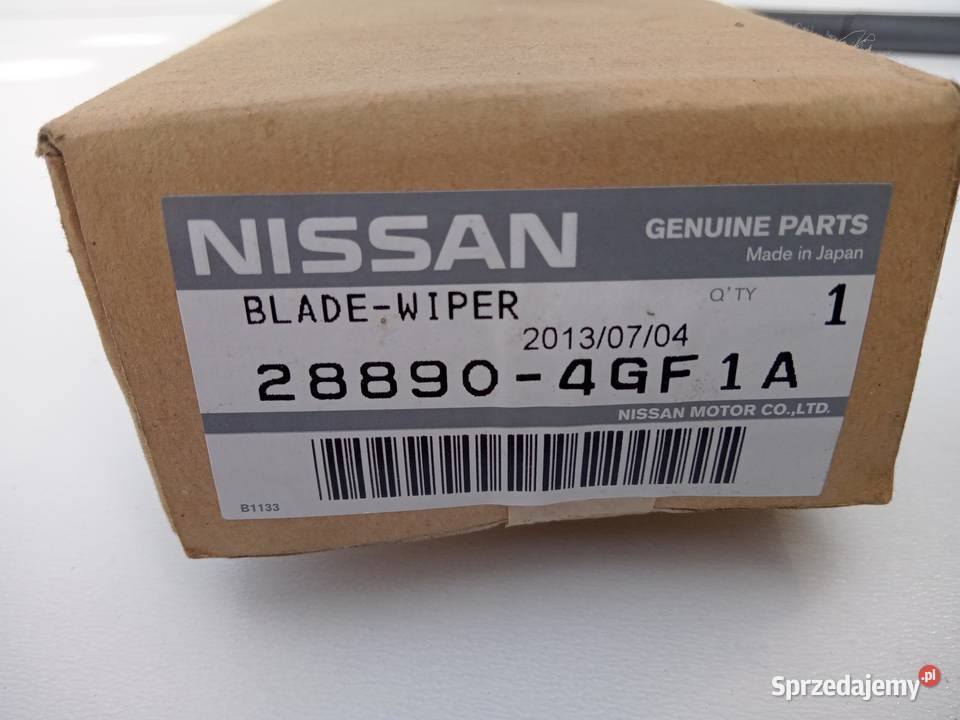 NISSAN
GENUINE PARTS
Made in Japan
BLADE-WIPER
Q'TY 1
2013/07/04
28890-4GF1A
NISSAN MOTOR CO.,LTD.
B1133
Sprzedajemy.pl